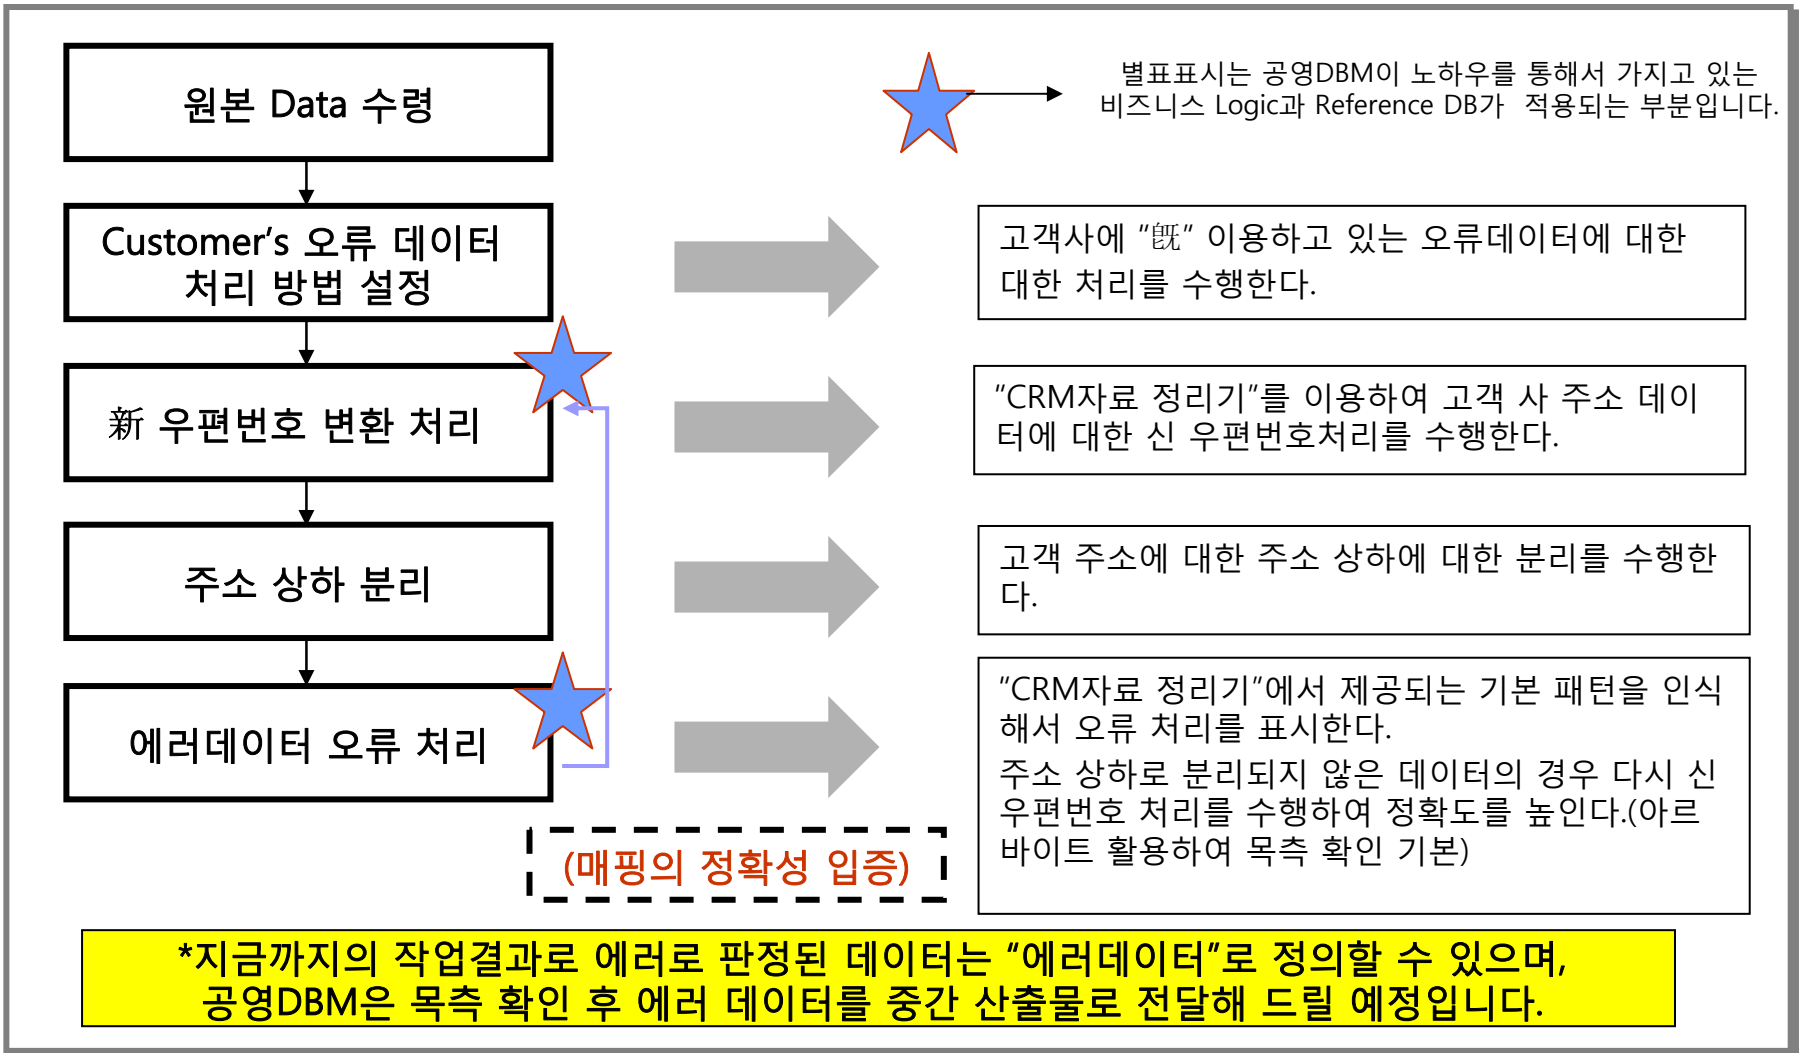 원본 Data 수령
별표표시는 공영DBM이 노하우를 통해서 가지고 있는
비즈니스 Logic과 Reference DB가 적용되는 부분입니다.
Customer’s 오류 데이터
처리 방법 설정
고객사에 ”旣” 이용하고 있는 오류데이터에 대한
대한 처리를 수행한다.
新 우편번호 변환 처리
”CRM자료 정리기”를 이용하여 고객 사 주소 데이
터에 대한 신 우편번호처리를 수행한다.
주소 상하 분리
고객 주소에 대한 주소 상하에 대한 분리를 수행한
다.
에러데이터 오류 처리
”CRM자료 정리기”에서 제공되는 기본 패턴을 인식
해서 오류 처리를 표시한다.
주소 상하로 분리되지 않은 데이터의 경우 다시 신
우편번호 처리를 수행하여 정확도를 높인다.(아르
바이트 활용하여 목측 확인 기본)
(매핑의 정확성 입증)
*지금까지의 작업결과로 에러로 판정된 데이터는 “에러데이터”로 정의할 수 있으며,
공영DBM은 목측 확인 후 에러 데이터를 중간 산출물로 전달해 드릴 예정입니다.